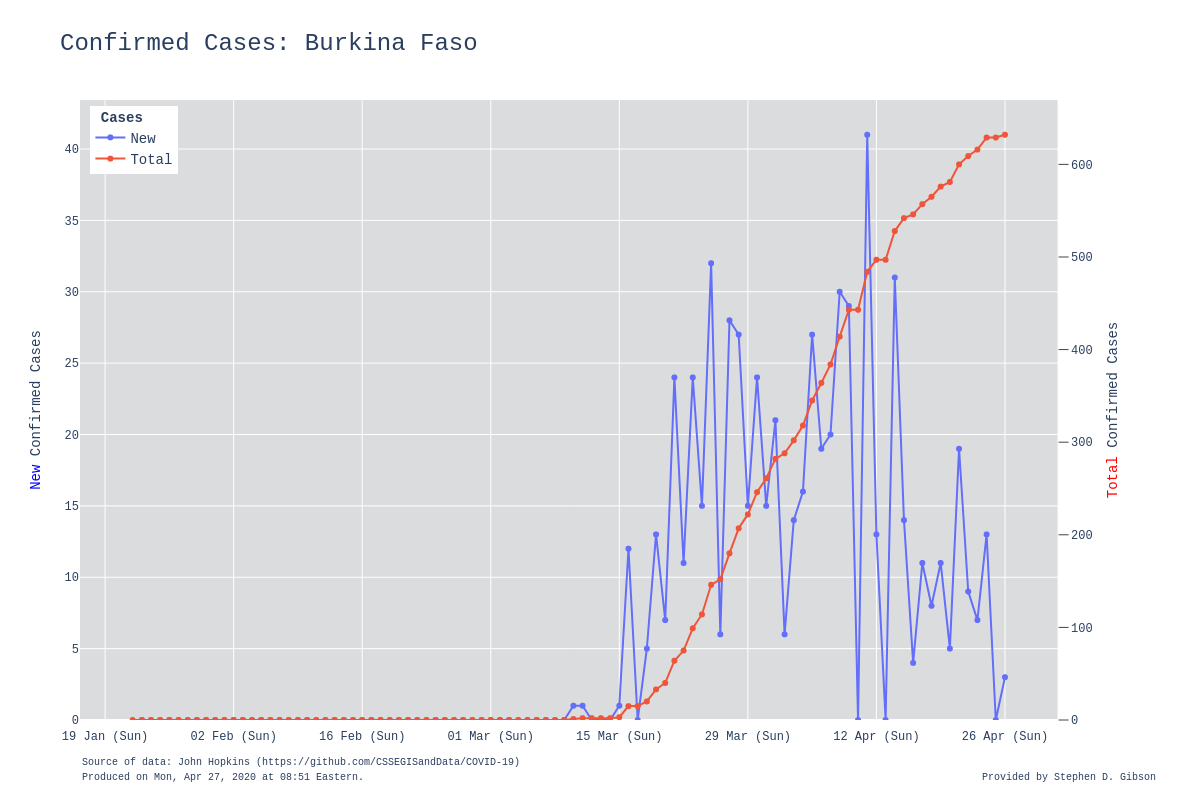 Confirmed Cases: Burkina Faso
Cases
New
Total
40
35
30
25
20
15
10
5
0
600
500
400
300
200
100
0
New Confirmed Cases
Total Confirmed Cases
19 Jan (Sun) 02 Feb (Sun) 16 Feb (Sun) 01 Mar (Sun) 15 Mar (Sun) 29 Mar (Sun) 12 Apr (Sun) 26 Apr (Sun)
Source of data: John Hopkins (https://github.com/CSSEGISandData/COVID-19)
Produced on Mon, Apr 27, 2020 at 08:51 Eastern.
Provided by Stephen D. Gibson